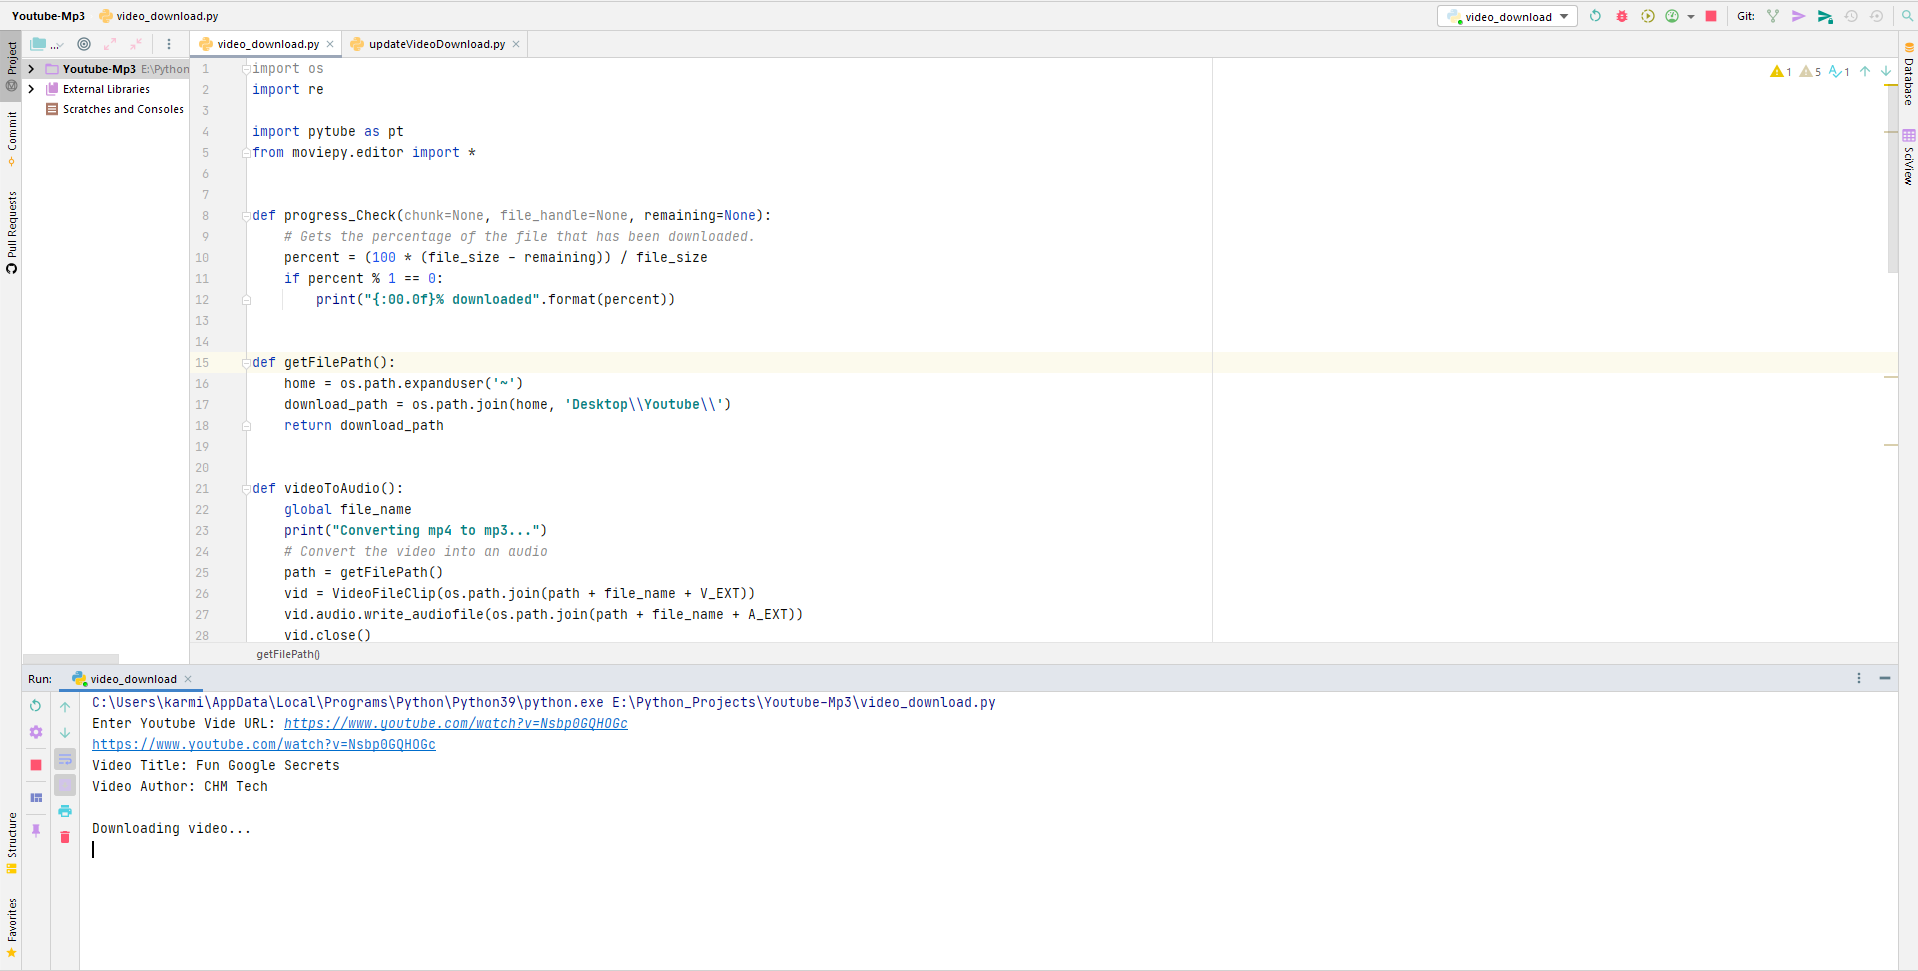 Youtube-Mp3 video_download.py
video_download Git:
Project
Commit
Pull Requests
Structure
Favorites
...
Youtube-Mp3 E:\Python
External Libraries
Scratches and Consoles
video_download.py updateVideoDownload.py
1 import os
2 import re
3
4 import pytube as pt
5 from moviepy.editor import *
6
7
8 def progress_Check(chunk=None, file_handle=None, remaining=None):
9 # Gets the percentage of the file that has been downloaded.
10 percent = (100 * (file_size - remaining)) / file_size
11 if percent % 1 == 0:
12 print("{:00.0f}% downloaded".format(percent))
13
14
15 def getFilePath():
16 home = os.path.expanduser('~')
17 download_path = os.path.join(home, 'Desktop\\Youtube\\')
18 return download_path
19
20
21 def videoToAudio():
22 global file_name
23 print("Converting mp4 to mp3...")
24 # Convert the video into an audio
25 path = getFilePath()
26 vid = VideoFileClip(os.path.join(path + file_name + V_EXT))
27 vid.audio.write_audiofile(os.path.join(path + file_name + A_EXT))
28 vid.close()
1 5 1
Database
SciView
getFilePath()
Run: video_download
C:\Users\karmi\AppData\Local\Programs\Python\Python39\python.exe E:\Python_Projects\Youtube-Mp3\video_download.py
Enter Youtube Vide URL: https://www.youtube.com/watch?v=Nsbp0GQHOGc
https://www.youtube.com/watch?v=Nsbp0GQHOGc
Video Title: Fun Google Secrets
Video Author: CHM Tech
Downloading video...